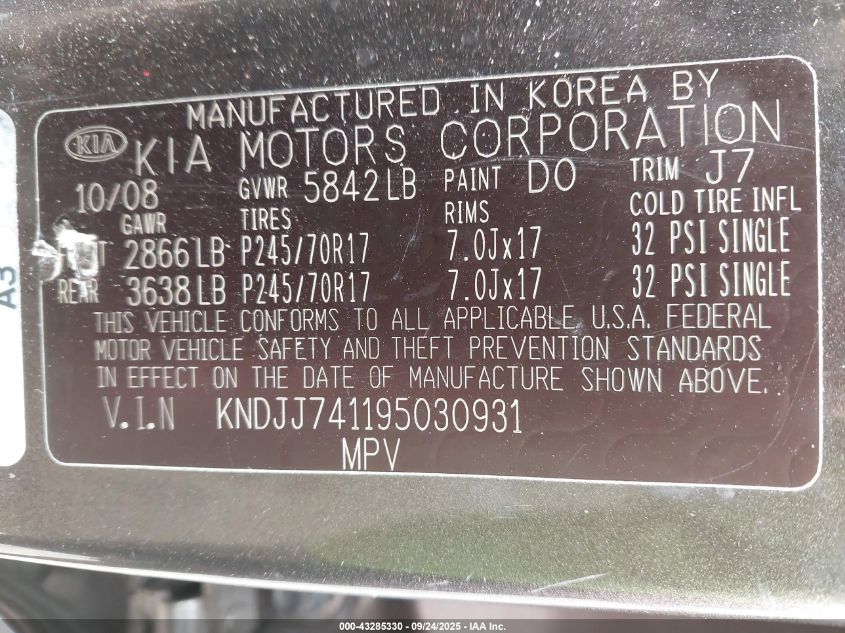 MANUFACTURED IN KOREA BY
KIA KIA MOTORS CORPORATION
10/08 GVWR 5842LB PAINT DO TRIM J7
GAWR TIRES RIMS COLD TIRE INFL
2866LB P245/70R17 7.0Jx17 32 PSI SINGLE
REAR 3638LB P245/70R17 7.0Jx17 32 PSI SINGLE
THIS VEHICLE CONFORMS TO ALL APPLICABLE U.S.A. FEDERAL
MOTOR VEHICLE SAFETY AND THEFT PREVENTION STANDARDS
IN EFFECT ON THE DATE OF MANUFACTURE SHOWN ABOVE.
V.I.N KNDJJ741195030931
MPV
A3
000-43285330 - 09/24/2025 - IAA Inc.